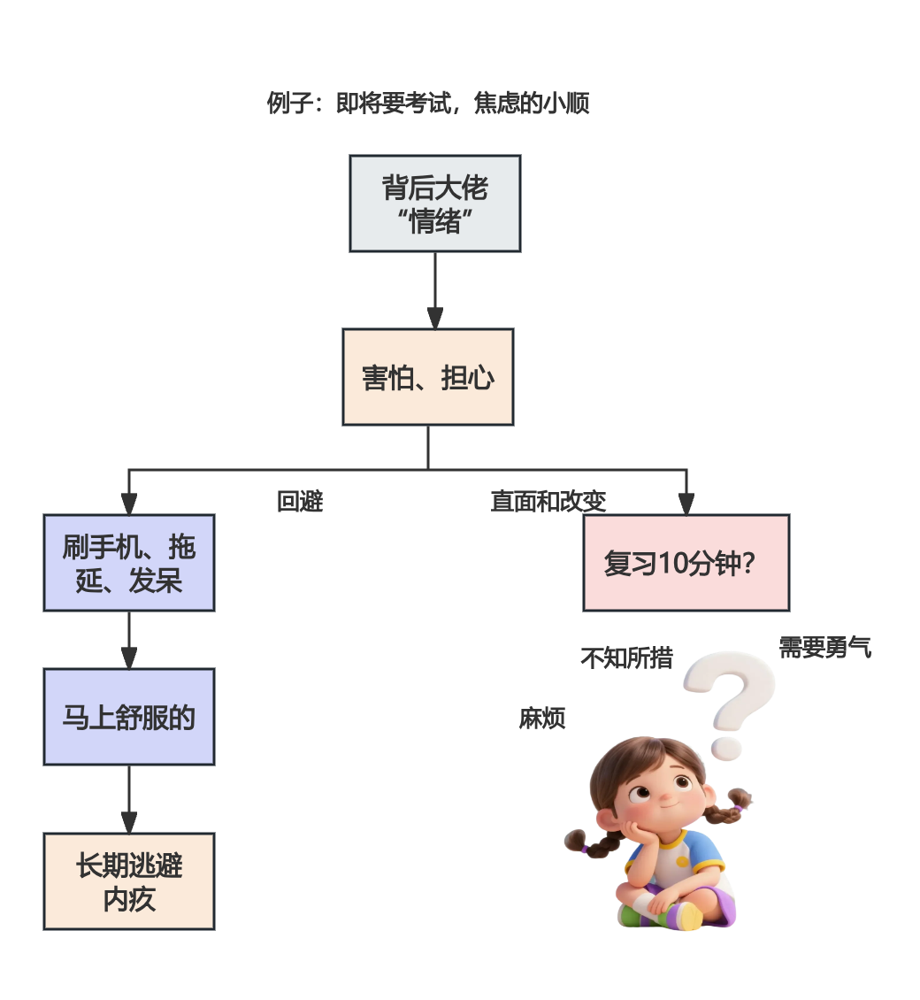 例子：即将要考试，焦虑的小顺
背后大佬
“情绪”
害怕、担心
回避
直面和改变
刷手机、拖
延、发呆
复习10分钟？
马上舒服的
长期逃避
内疚
不知所措
需要勇气
麻烦